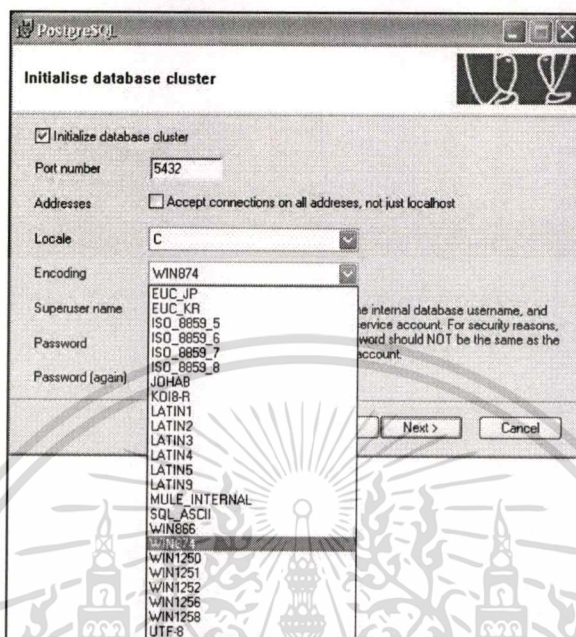 PostgreSQL
Initialise database cluster
Initialize database cluster
Port number 5432
Addresses Accept connections on all addreses, not just localhost
Locale C
Encoding WIN874
EUC_JP
EUC_KR
ISO_8859_5
ISO_8859_6
ISO_8859_7
ISO_8859_8
JOHAB
KOI8-R
LATIN1
LATIN2
LATIN3
LATIN4
LATIN5
LATIN9
MULE_INTERNAL
SQL_ASCII
WIN866
WIN874
WIN1250
WIN1251
WIN1252
WIN1256
WIN1258
UTF-8
Superuser name
internal database username, and
service account. For security reasons,
Password
should NOT be the same as the
account.
Password (again)
Next >
Cancel